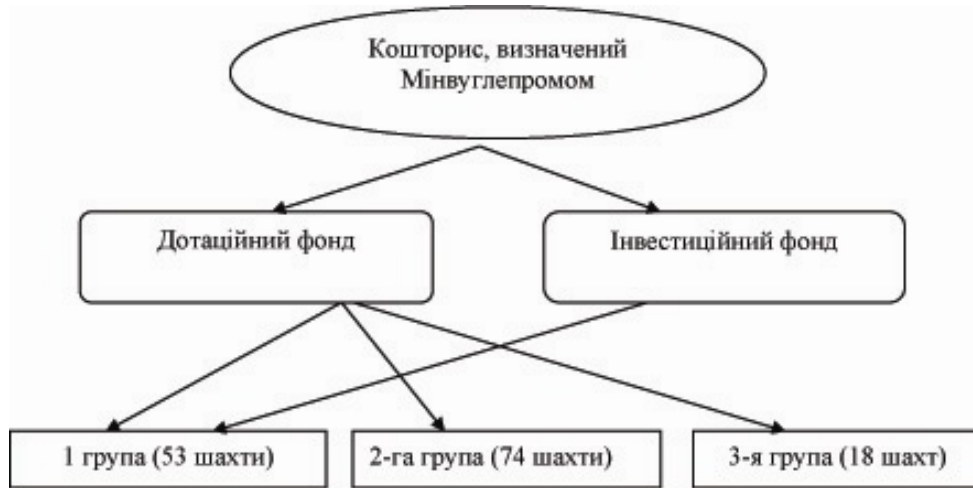 Кошторис, визначений
Мінвуглепромом
Дотаційний фонд
Інвестиційний фонд
1 група (53 шахти)
2-га група (74 шахти)
3-я група (18 шахт)